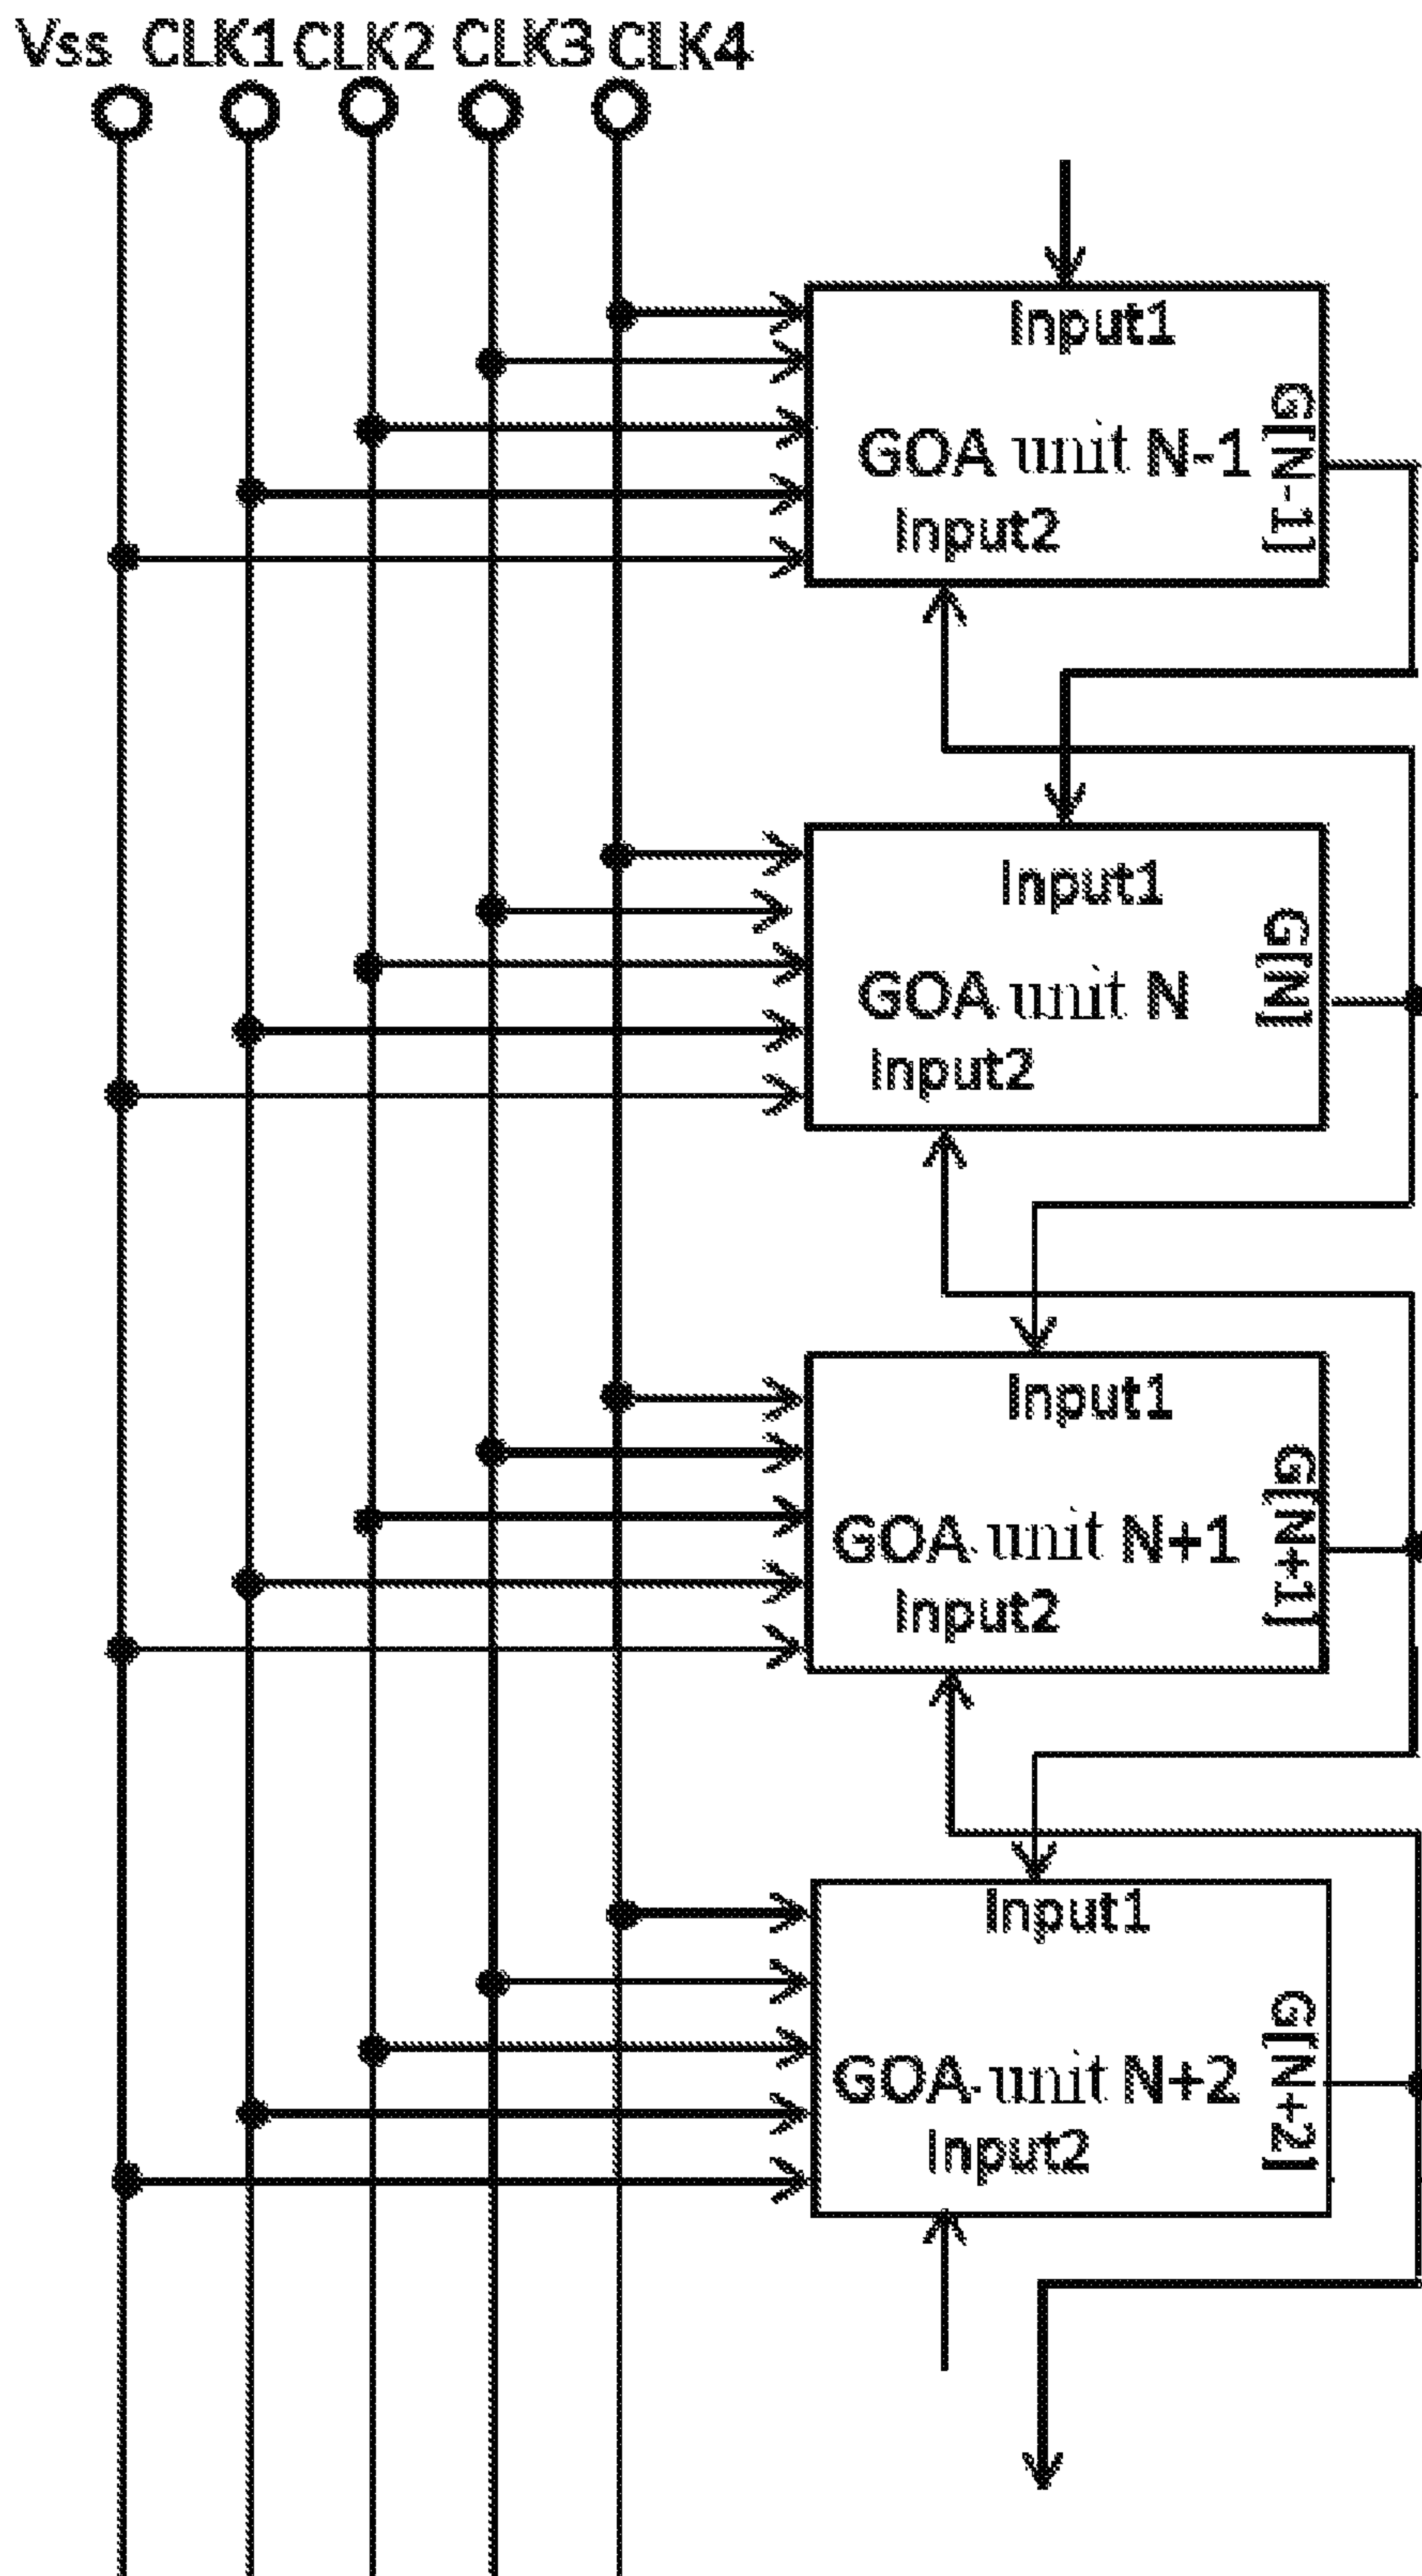 Vss CLK1 CLK2 CLK3 CLK4
Input1
GOA unit N-1
Input2
G[N-1]
Input1
GOA unit N
Input2
G[N]
Input1
GOA unit N+1
Input2
G[N+1]
Input1
GOA unit N+2
Input2
G[N+2]